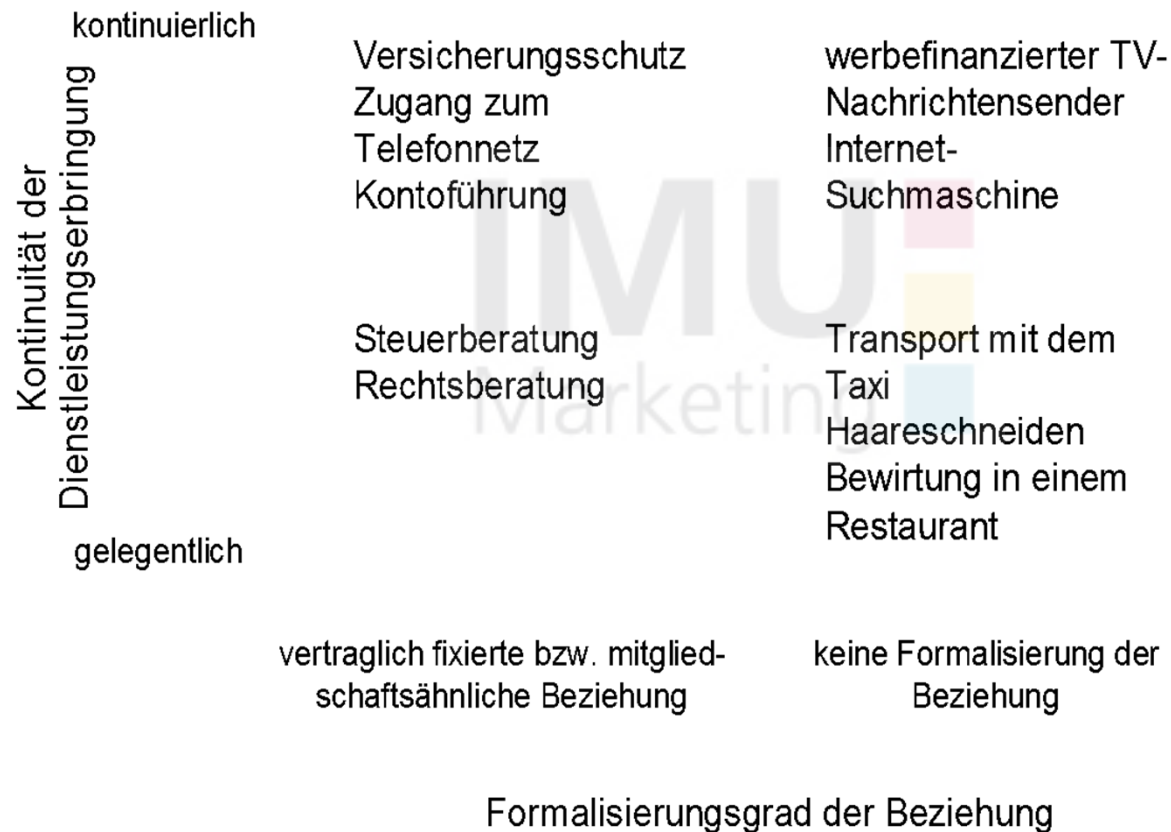 kontinuierlich
Kontinuität der
Dienstleistungserbringung
gelegentlich
Versicherungsschutz
Zugang zum
Telefonnetz
Kontoführung
werbefinanzierter TV-
Nachrichtensender
Internet-
Suchmaschine
Steuerberatung
Rechtsberatung
Transport mit dem
Taxi
Haareschneiden
Bewirtung in einem
Restaurant
IMU
Marketing
vertraglich fixierte bzw. mitglied-
schaftsähnliche Beziehung
keine Formalisierung der
Beziehung
Formalisierungsgrad der Beziehung